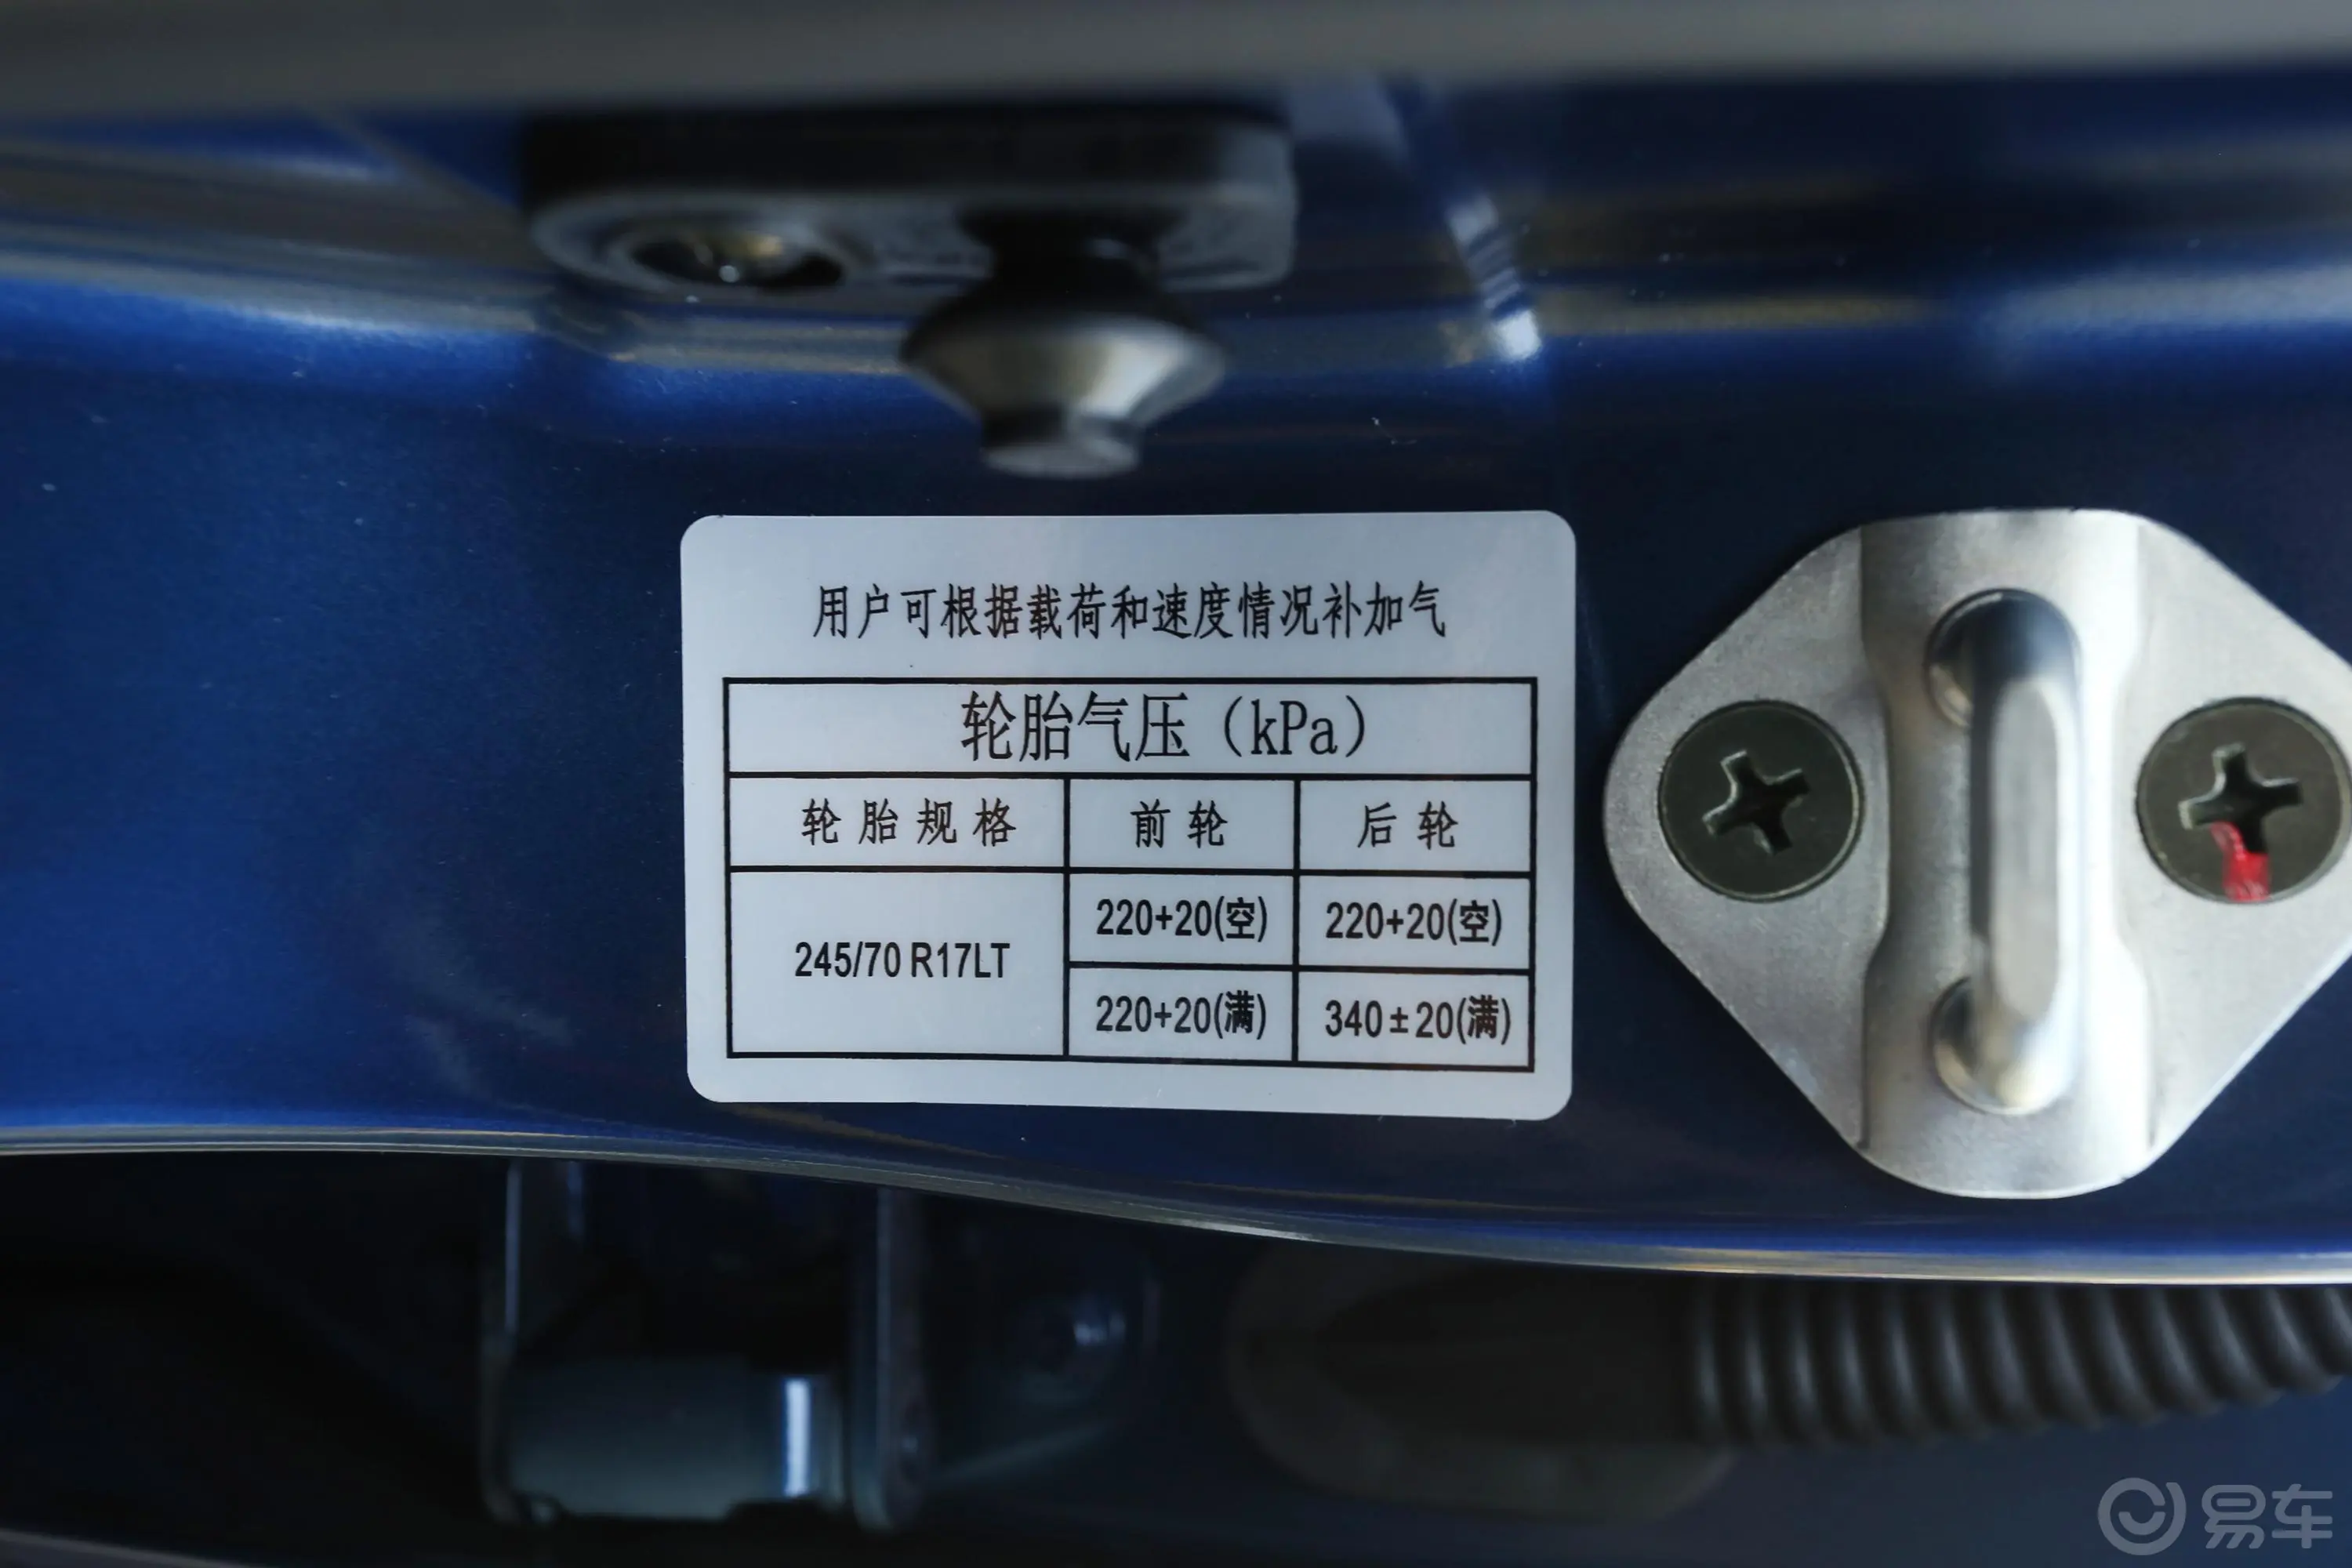 用户可根据载荷和速度情况补加气
轮胎气压（kPa）
轮胎规格 前轮 后轮
245/70 R17LT
220+20(空) 220+20(空)
220+20(满) 340±20(满)
易车